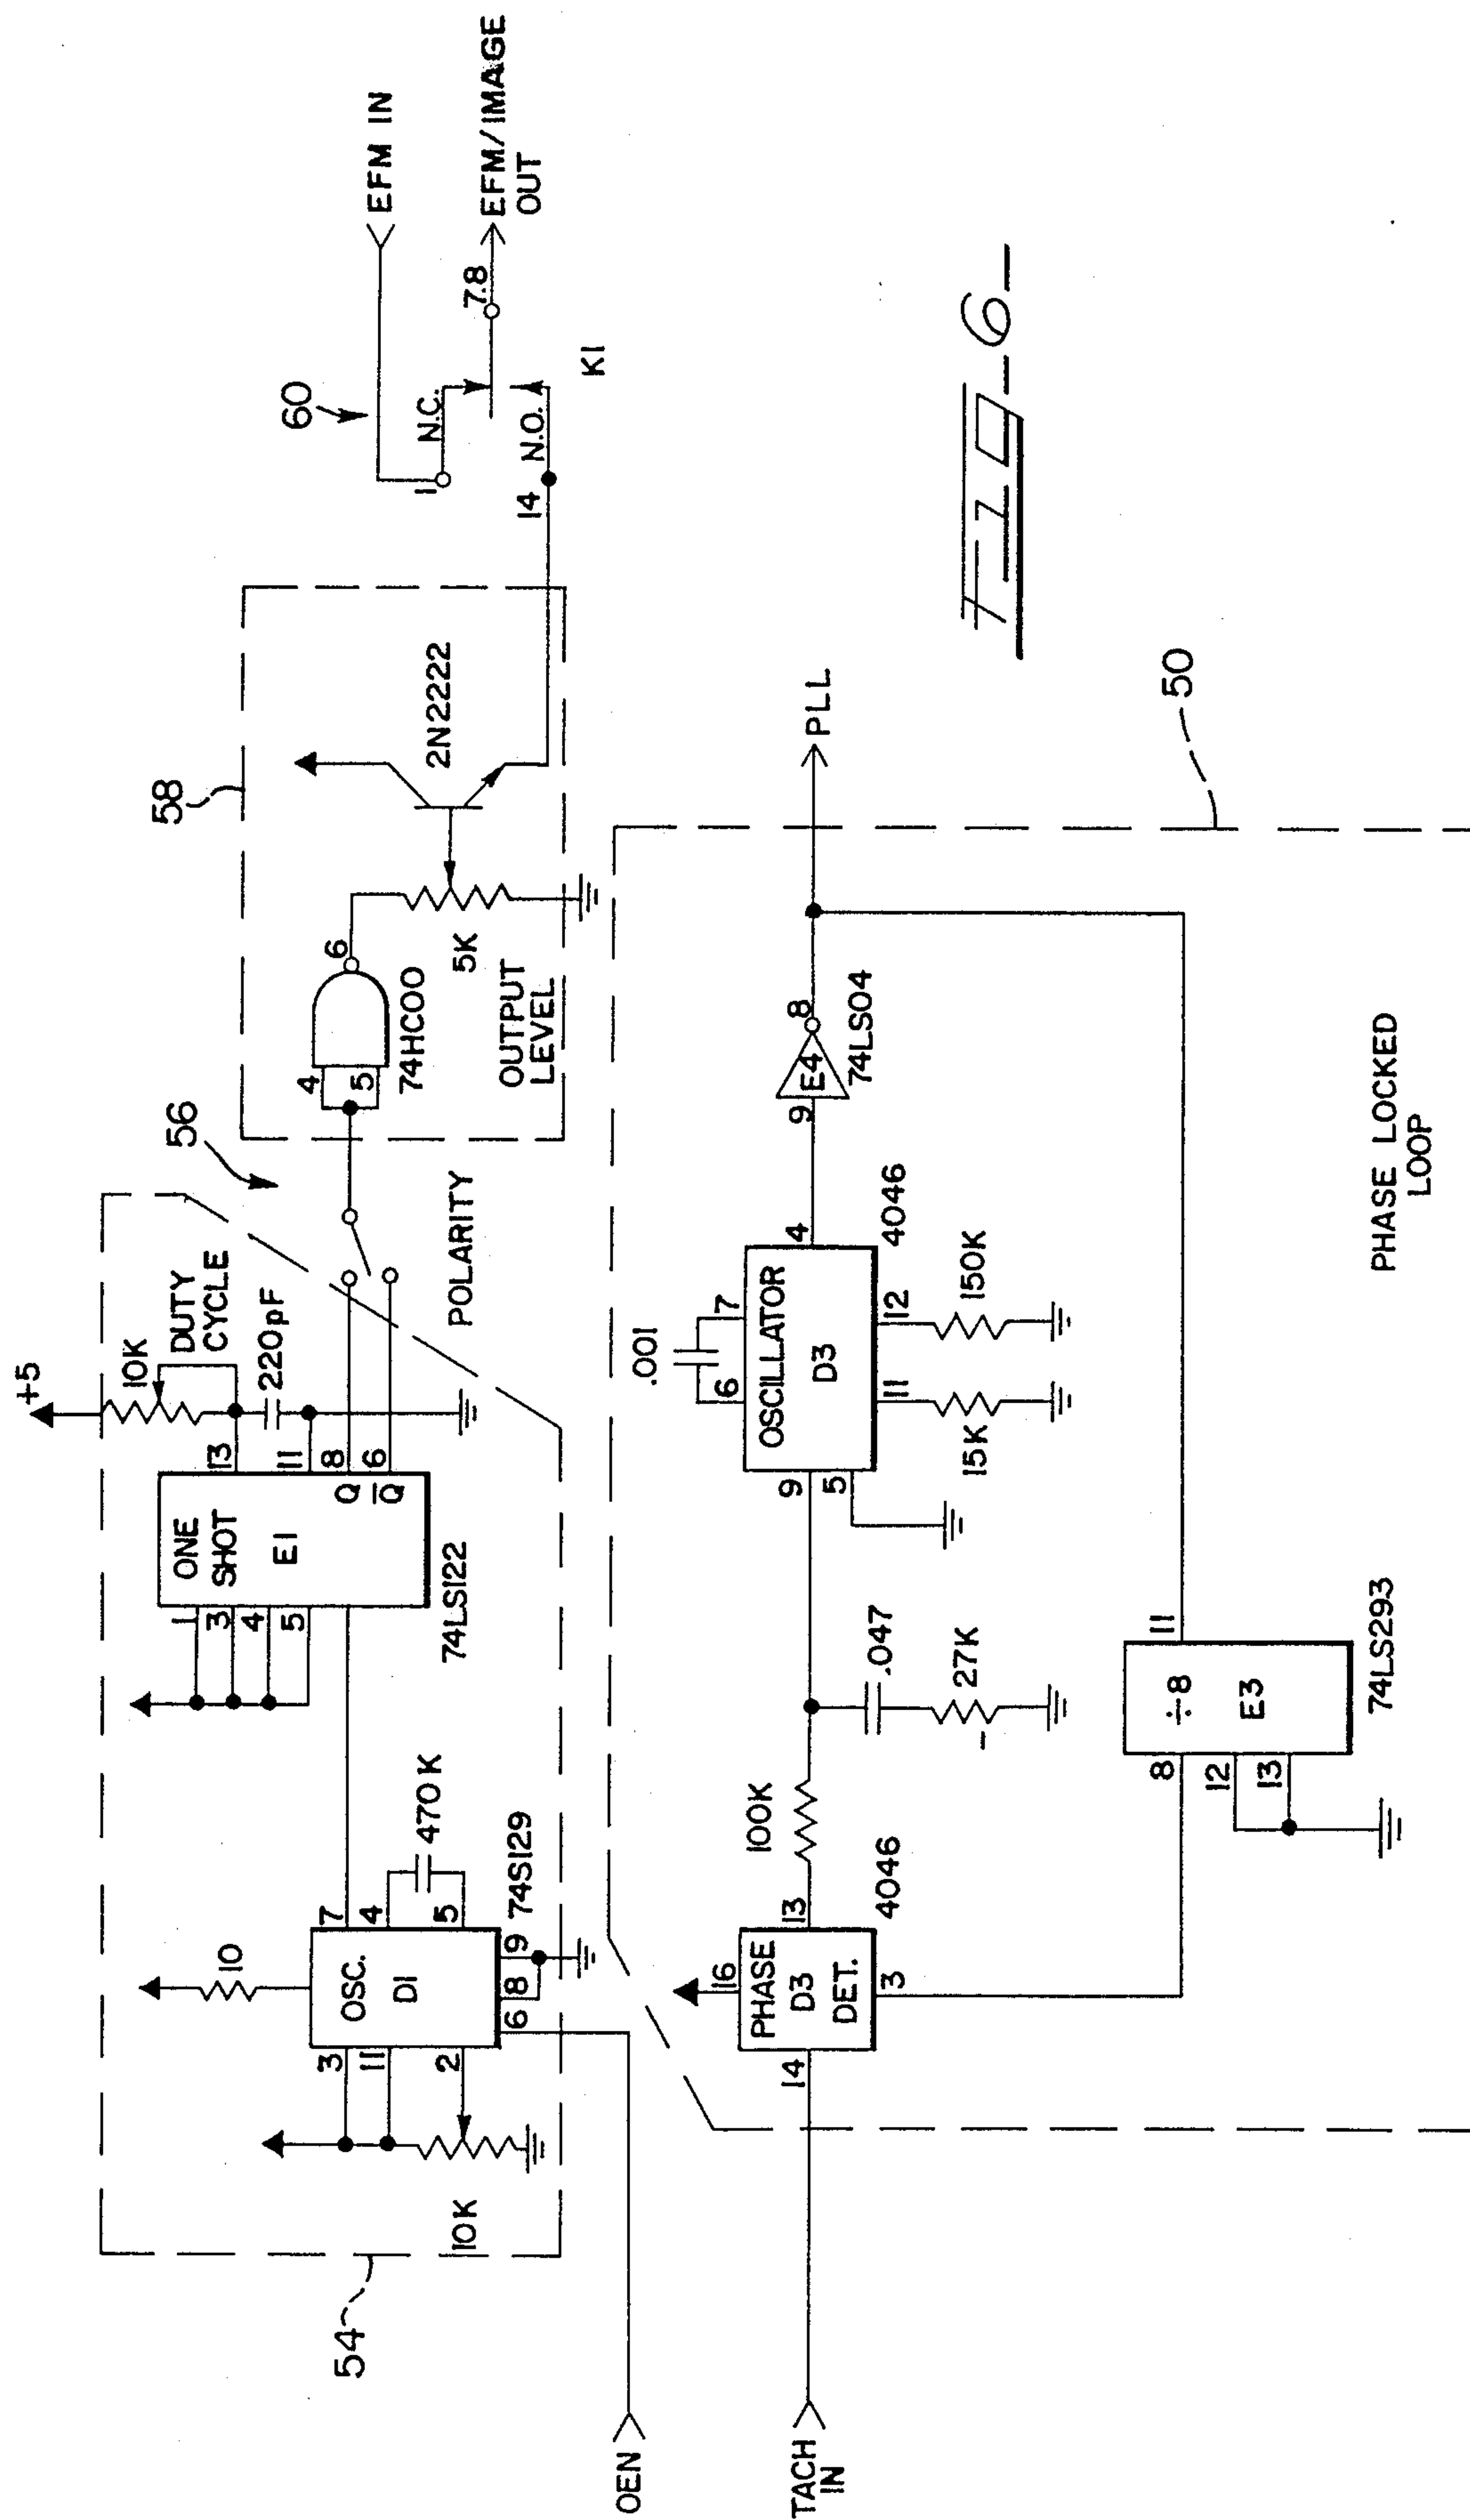 +5
10K
DUTY
CYCLE
220pF
13
11
8
6
Q
Q̅
ONE
SHOT
E1
1
3
4
5
74LS122
10
OSC.
D1
7
4
5
470K
74S129
3
11
2
6
8
9
10K
54
56
POLARITY
58
4
5
6
74HC00
5K
OUTPUT
LEVEL
2N2222
60
1
N.C.
14
N.O.
7.8
K1
EFM IN
EFM/IMAGE
OUT
OEN
TACH
IN
14
16
PHASE
D3
DET.
13
3
4046
100K
.047
27K
9
5
.001
6
7
OSCILLATOR
D3
4
11
12
4046
15K
150K
9
E4
8
74LS04
PLL
50
8
12
13
÷8
E3
11
74LS293
PHASE LOCKED
LOOP
FIG-6